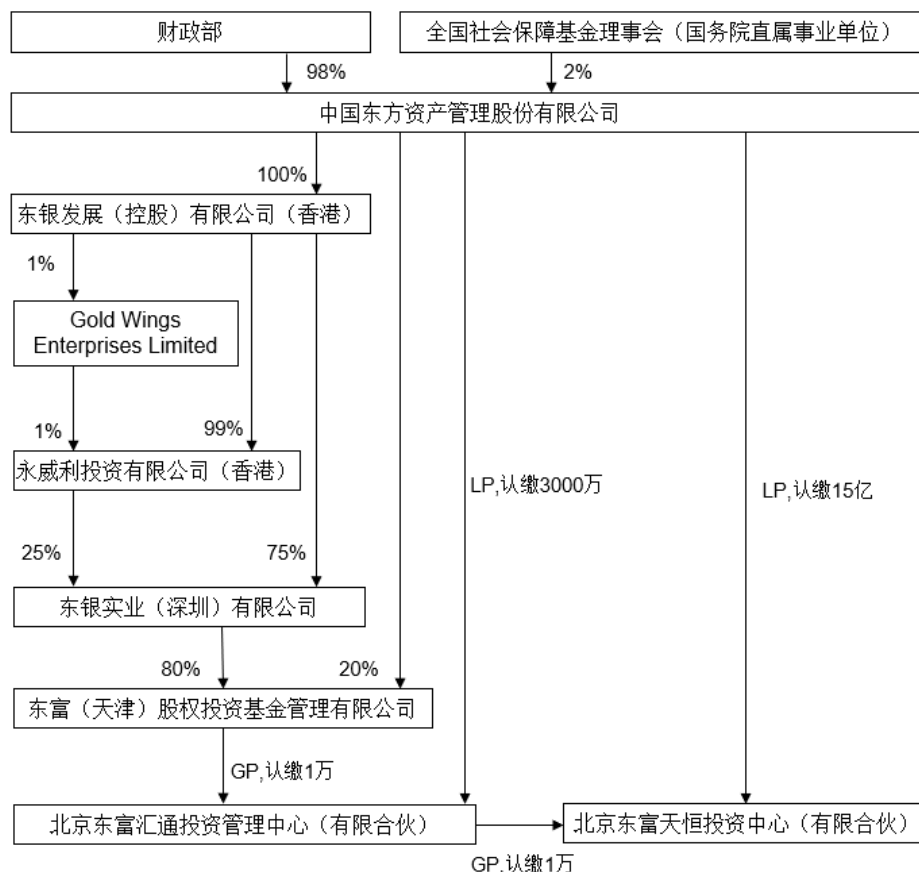 财政部
全国社会保障基金理事会（国务院直属事业单位）
98%
2%
中国东方资产管理股份有限公司
100%
东银发展（控股）有限公司（香港）
1%
Gold Wings
Enterprises Limited
1%
99%
永威利投资有限公司（香港）
LP,认缴3000万
LP,认缴15亿
25%
75%
东银实业（深圳）有限公司
80%
20%
东富（天津）股权投资基金管理有限公司
GP,认缴1万
北京东富汇通投资管理中心（有限合伙）
北京东富天恒投资中心（有限合伙）
GP,认缴1万